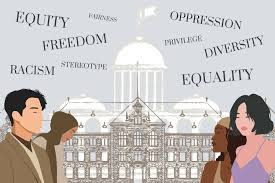 EQUITY
FAIRNESS
OPPRESSION
FREEDOM
PRIVILEGE
DIVERSITY
RACISM
STEREOTYPE
EQUALITY